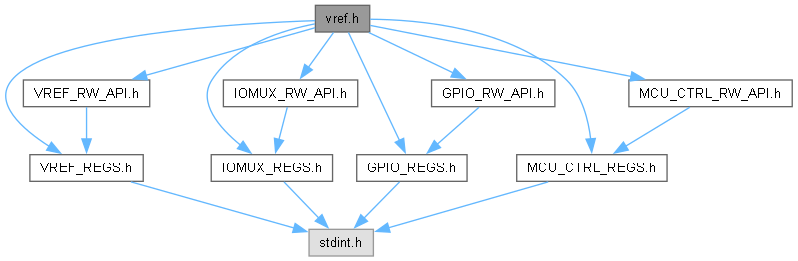 vref.h
VREF_RW_API.h
IOMUX_RW_API.h
GPIO_RW_API.h
MCU_CTRL_RW_API.h
VREF_REGS.h
IOMUX_REGS.h
GPIO_REGS.h
MCU_CTRL_REGS.h
stdint.h